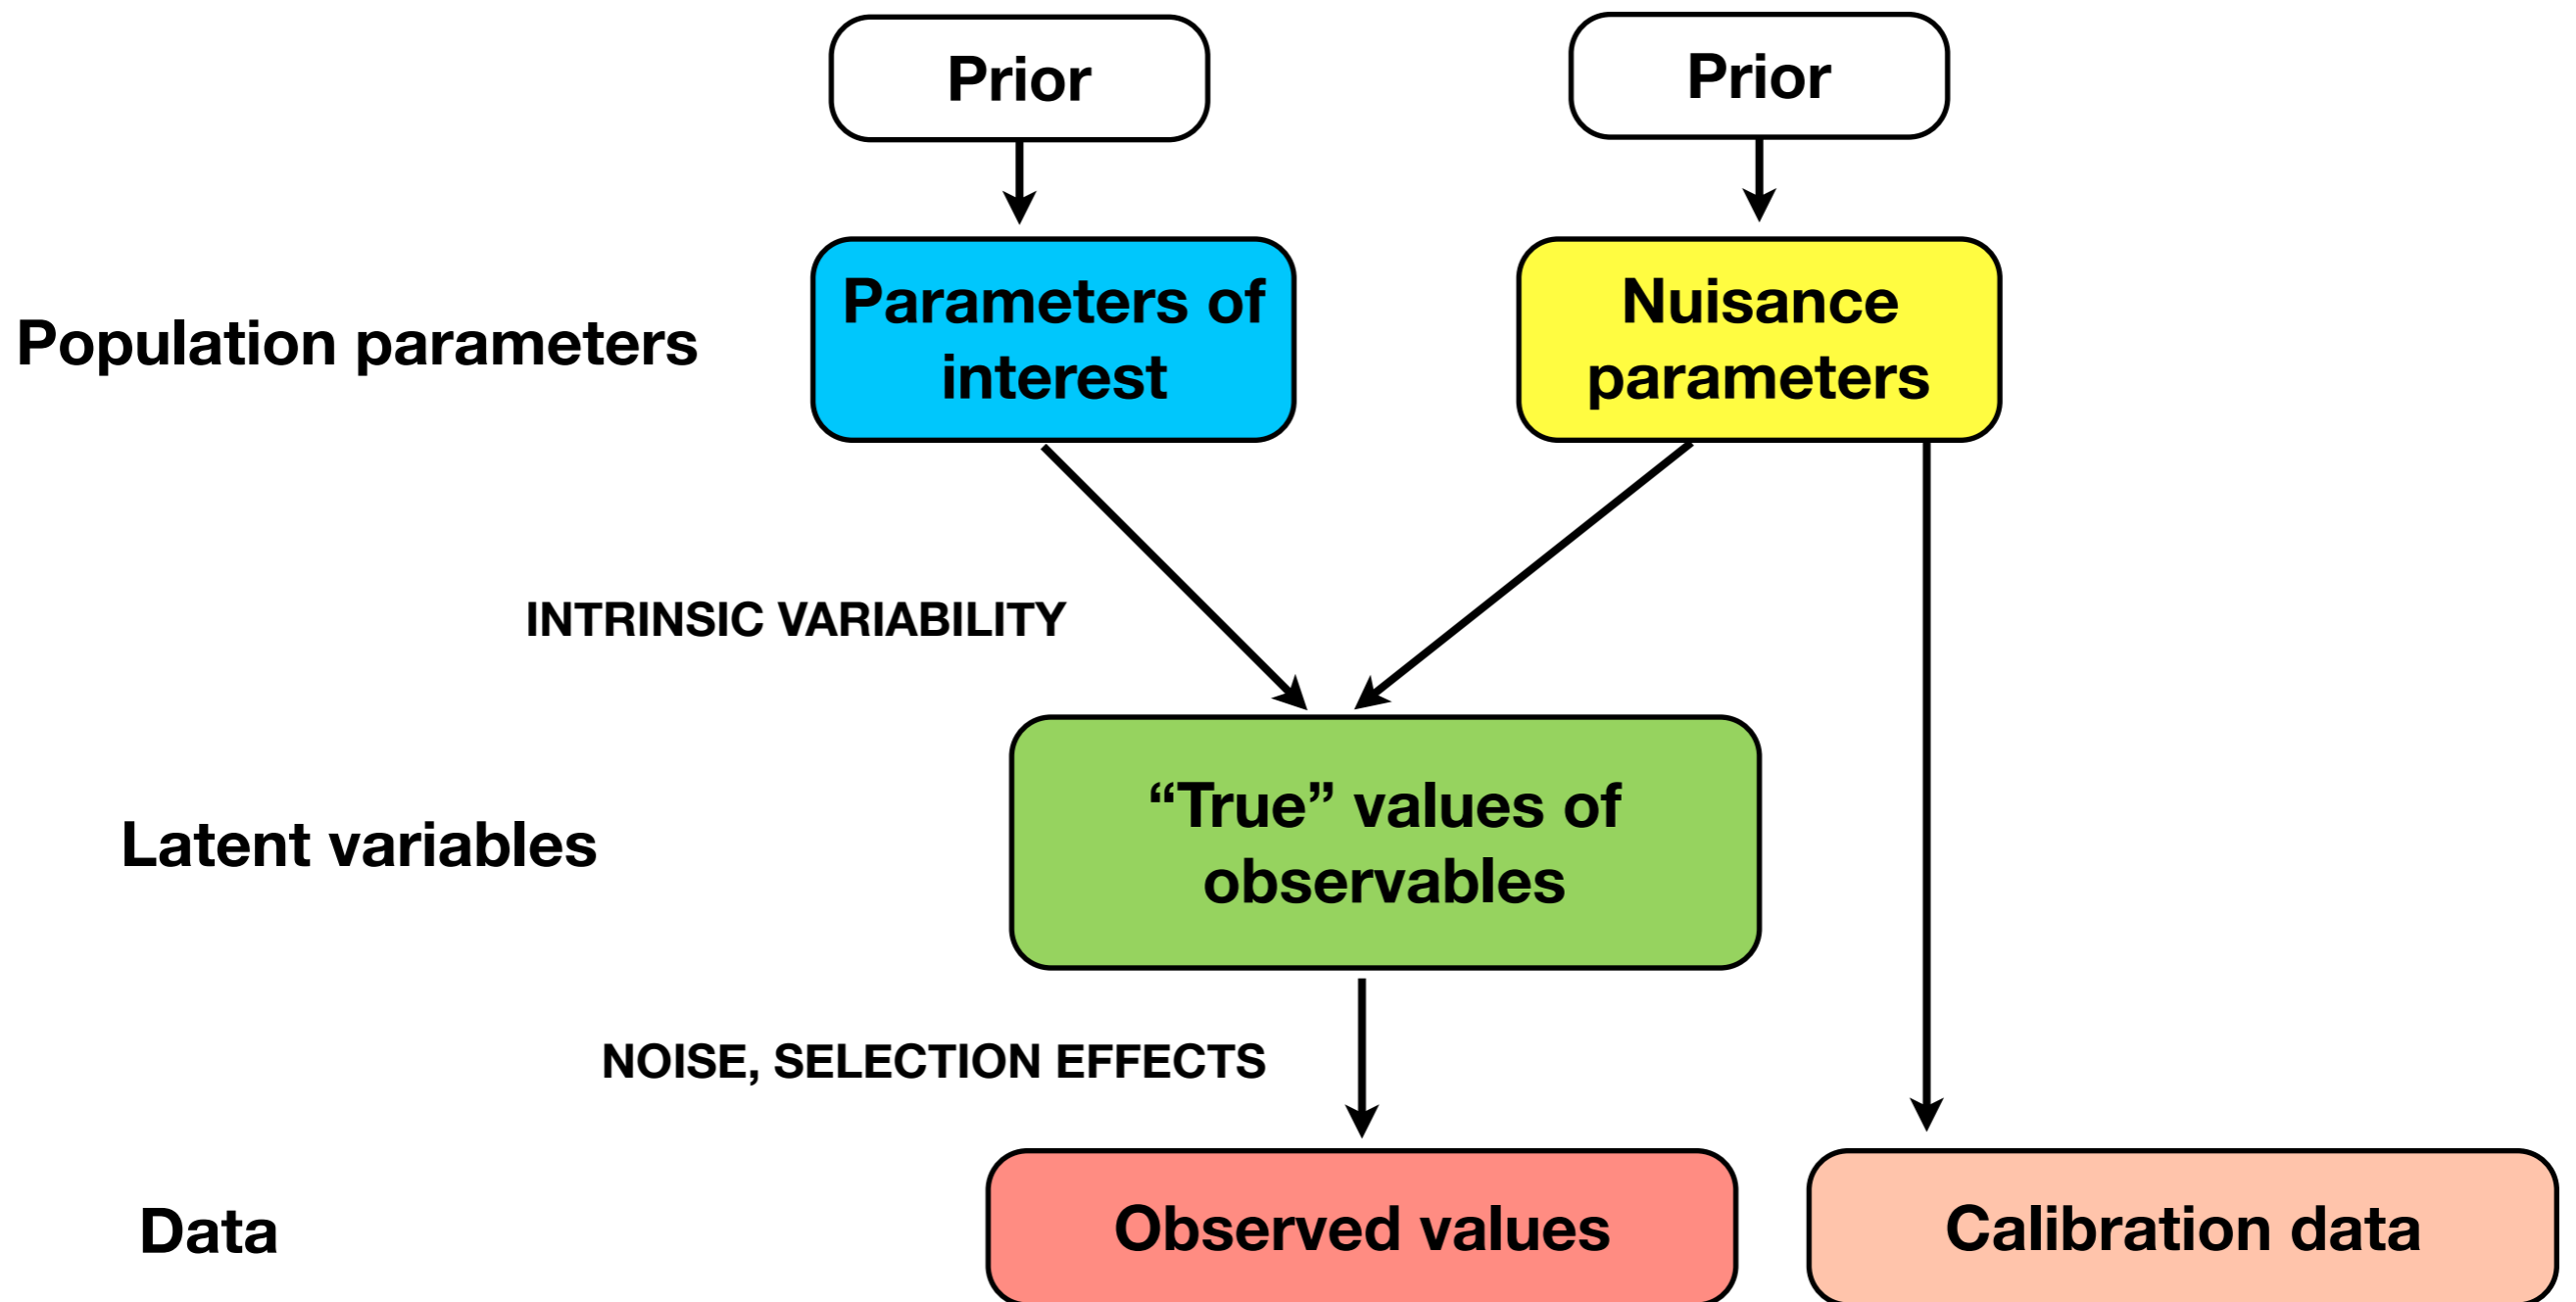 Prior
Prior
Population parameters
Parameters of
interest
Nuisance
parameters
INTRINSIC VARIABILITY
Latent variables
“True” values of
observables
NOISE, SELECTION EFFECTS
Data
Observed values
Calibration data